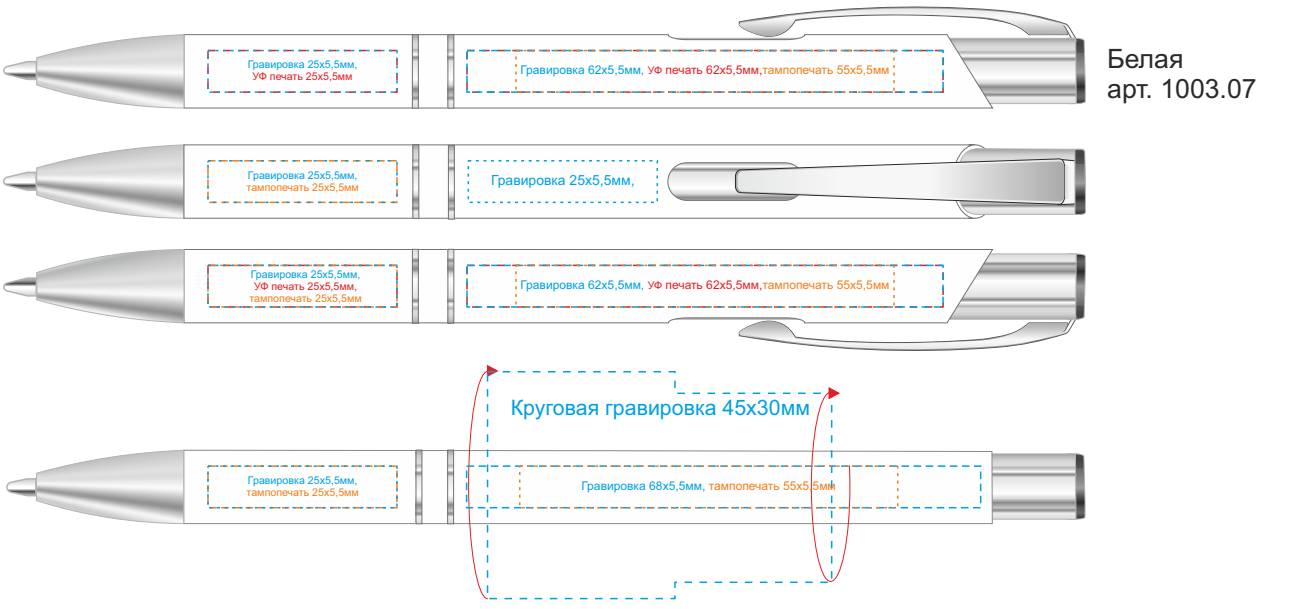 Гравировка 25х5,5мм,
УФ печать 25х5,5мм
Гравировка 62х5,5мм, УФ печать 62х5,5мм,тампопечать 55х5,5мм
Белая
арт. 1003.07
Гравировка 25х5,5мм,
тампопечать 25х5,5мм
Гравировка 25х5,5мм,
Гравировка 25х5,5мм,
УФ печать 25х5,5мм,
тампопечать 25х5,5мм
Гравировка 62х5,5мм, УФ печать 62х5,5мм,тампопечать 55х5,5мм
Круговая гравировка 45х30мм
Гравировка 25х5,5мм,
тампопечать 25х5,5мм
Гравировка 68х5,5мм, тампопечать 55х5,5мм